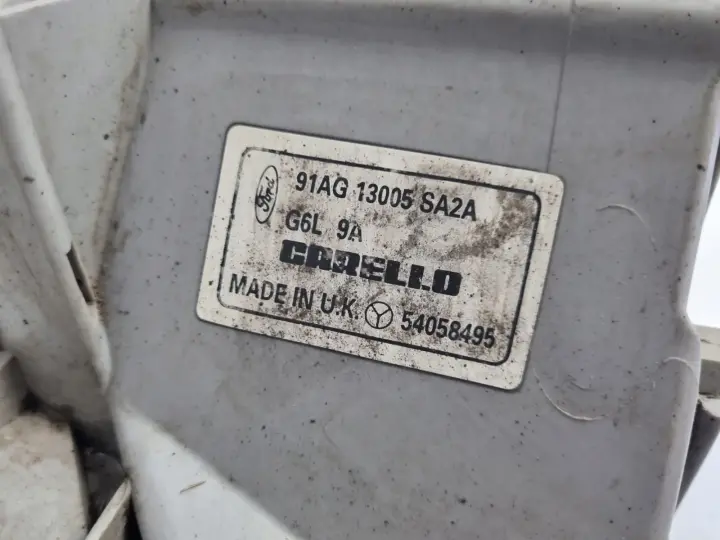 Ford
91AG 13005 SA2A
G6L 9A
CARELLO
MADE IN U.K. 54058495